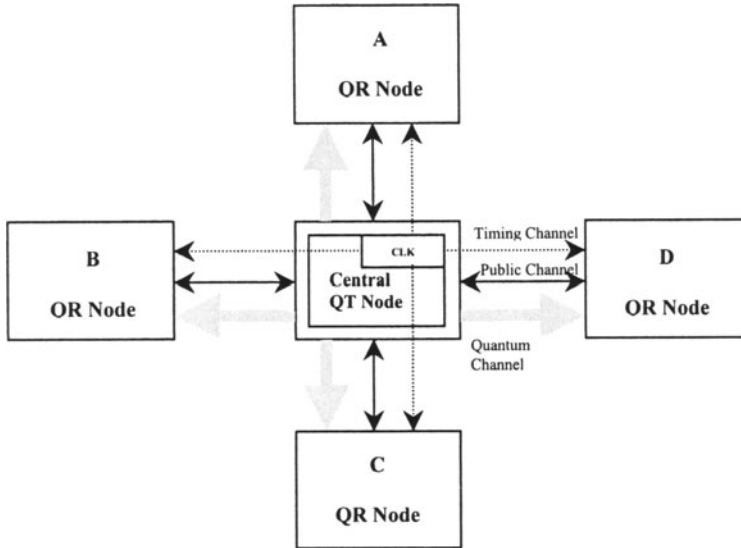 A
OR Node
B
OR Node
CLK
Central
QT Node
Timing Channel
Public Channel
D
OR Node
Quantum
Channel
C
QR Node